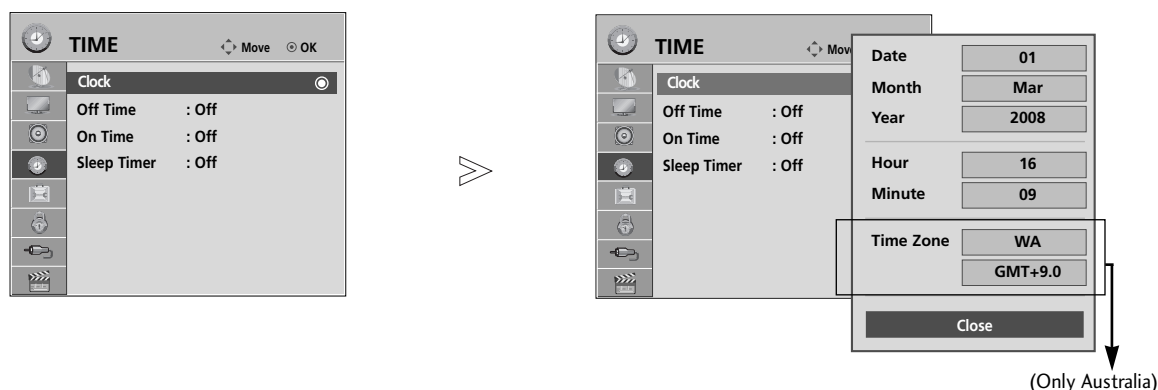 TIME Move OK
Clock
Off Time : Off
On Time : Off
Sleep Timer : Off
TIME Mov
Clock
Off Time : Off
On Time : Off
Sleep Timer : Off
Date 01
Month Mar
Year 2008
Hour 16
Minute 09
Time Zone WA
GMT+9.0
Close
(Only Australia)